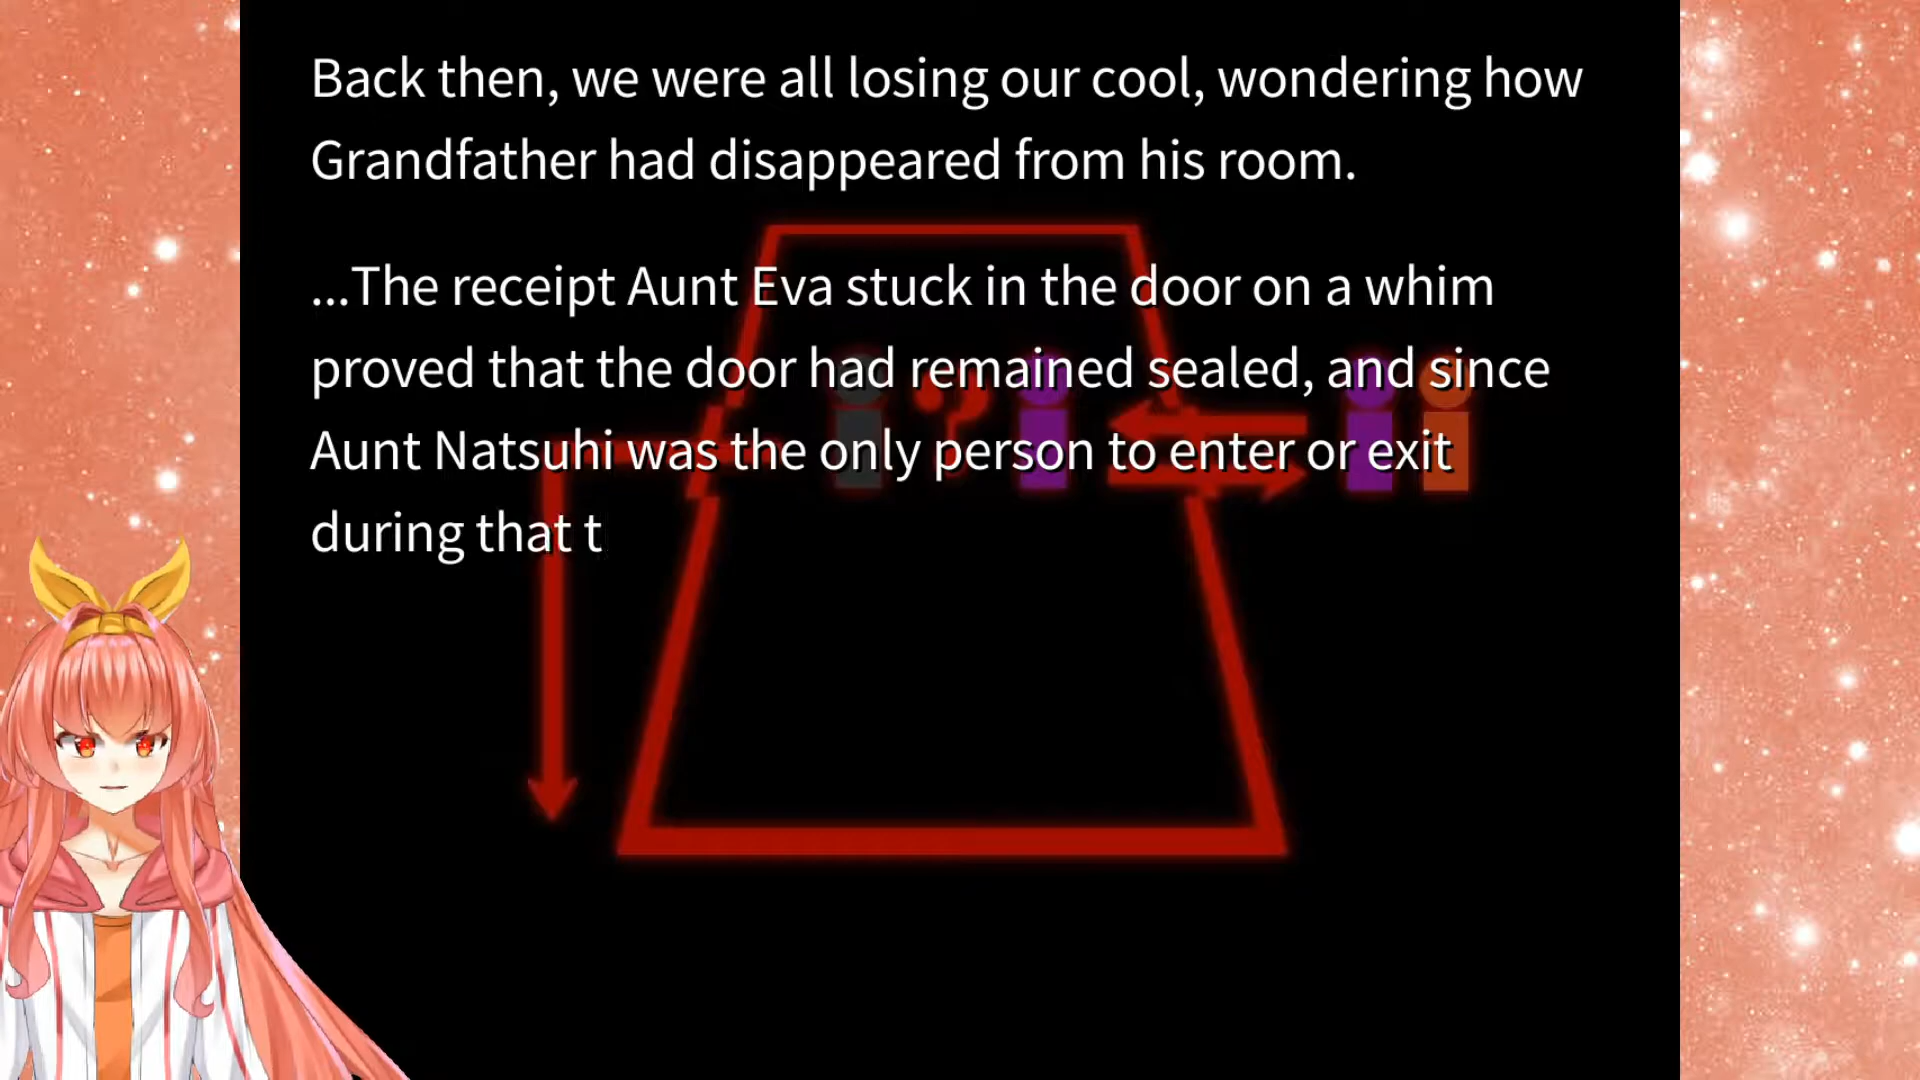 Back then, we were all losing our cool, wondering how
Grandfather had disappeared from his room.
...The receipt Aunt Eva stuck in the door on a whim
proved that the door had remained sealed, and since
Aunt Natsuhi was the only person to enter or exit
during that t